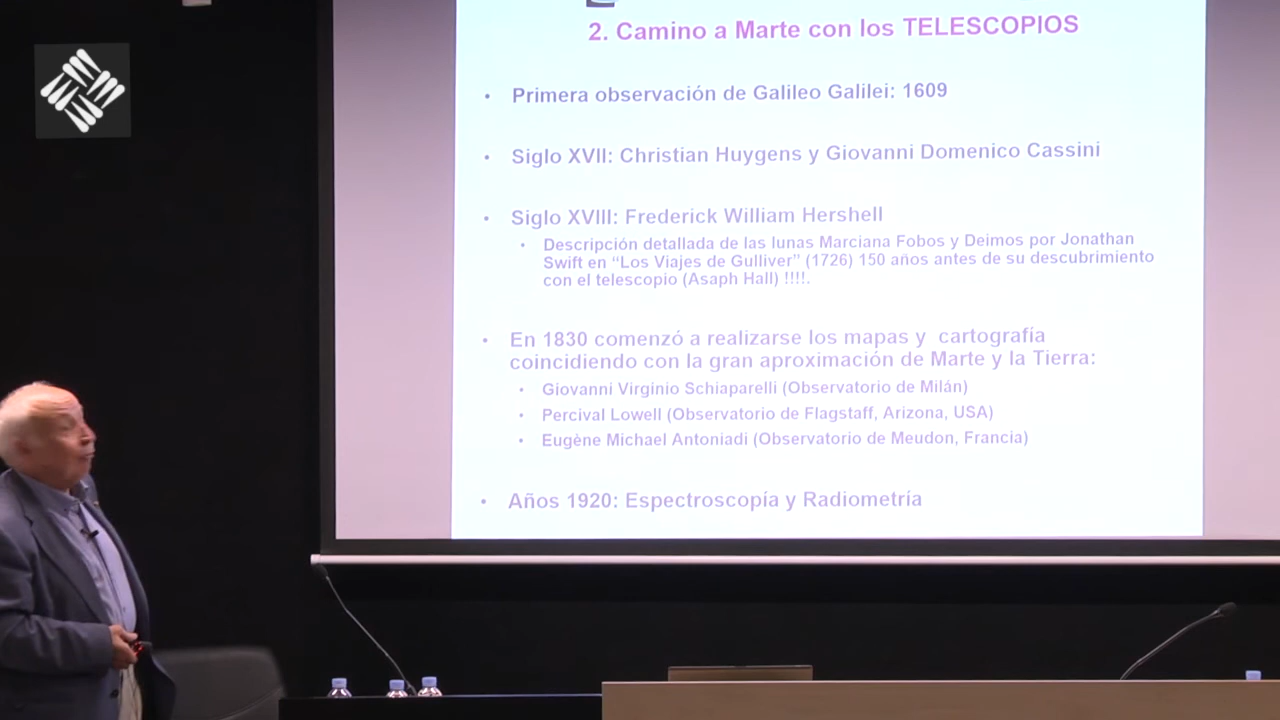 2. Camino a Marte con los TELESCOPIOS
• Primera observación de Galileo Galilei: 1609
• Siglo XVII: Christian Huygens y Giovanni Domenico Cassini
• Siglo XVIII: Frederick William Hershell
• Descripción detallada de las lunas Marciana Fobos y Deimos por Jonathan
Swift en “Los Viajes de Gulliver” (1726) 150 años antes de su descubrimiento
con el telescopio (Asaph Hall) !!!!.
• En 1830 comenzó a realizarse los mapas y cartografía
coincidiendo con la gran aproximación de Marte y la Tierra:
• Giovanni Virginio Schiaparelli (Observatorio de Milán)
• Percival Lowell (Observatorio de Flagstaff, Arizona, USA)
• Eugène Michael Antoniadi (Observatorio de Meudon, Francia)
• Años 1920: Espectroscopía y Radiometría